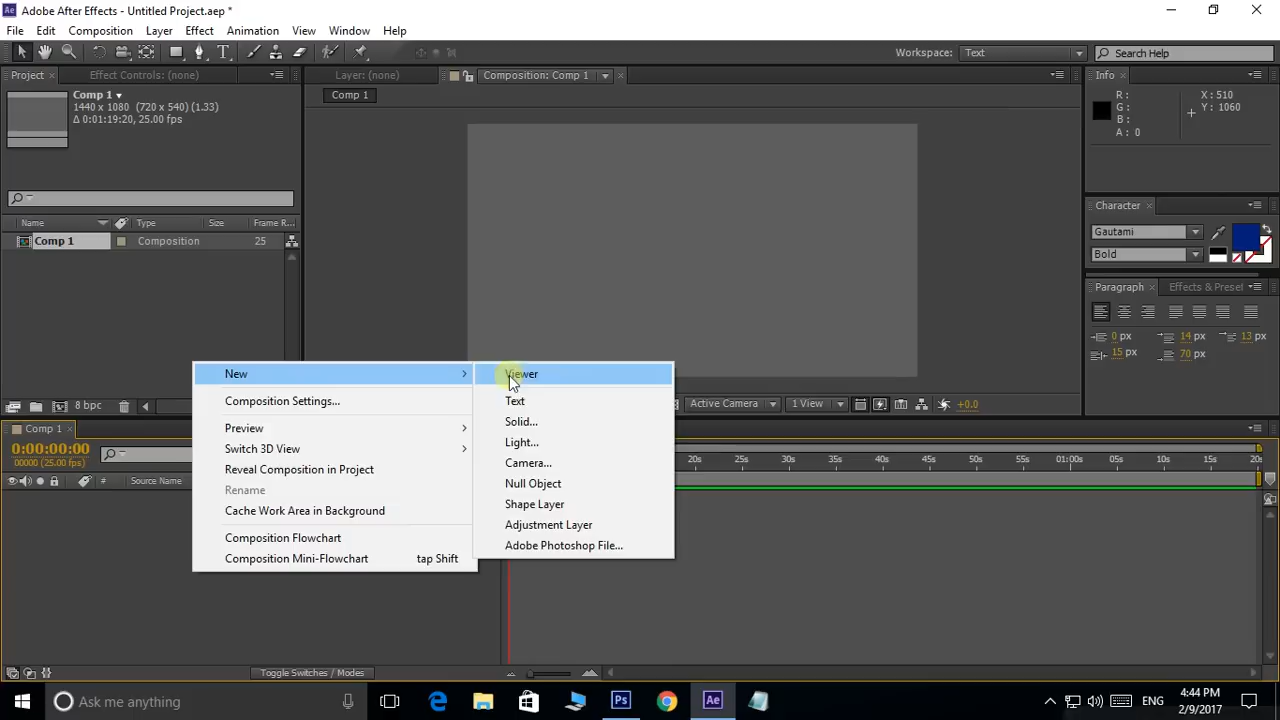 Adobe After Effects - Untitled Project.aep *
File Edit Composition Layer Effect Animation View Window Help
Workspace: Text Search Help
Project Effect Controls: (none) Layer: (none) Composition: Comp 1 Info
Comp 1
1440 x 1080 (720 x 540) (1.33)
Δ 0:01:19:20, 25.00 fps
Comp 1
R :
G :
B :
A : 0
X : 510
Y : 1060
Name Type Size Frame R...
Comp 1 Composition 25
Character
Gautami
Bold
Paragraph Effects & Preset
0 px 14 px 13 px
15 px 70 px
New
Composition Settings...
Preview
Switch 3D View
Reveal Composition in Project
Rename
Cache Work Area in Background
Composition Flowchart
Composition Mini-Flowchart tap Shift
Viewer
Text
Solid...
Light...
Camera...
Null Object
Shape Layer
Adjustment Layer
Adobe Photoshop File...
8 bpc Active Camera 1 View +0.0
Comp 1
0:00:00:00
00000 (25.00 fps)
20s 25s 30s 35s 40s 45s 50s 55s 01:00s 05s 10s 15s 20s
# Source Name
Toggle Switches / Modes
Ask me anything
Ps
Ae
ENG
4:44 PM
2/9/2017